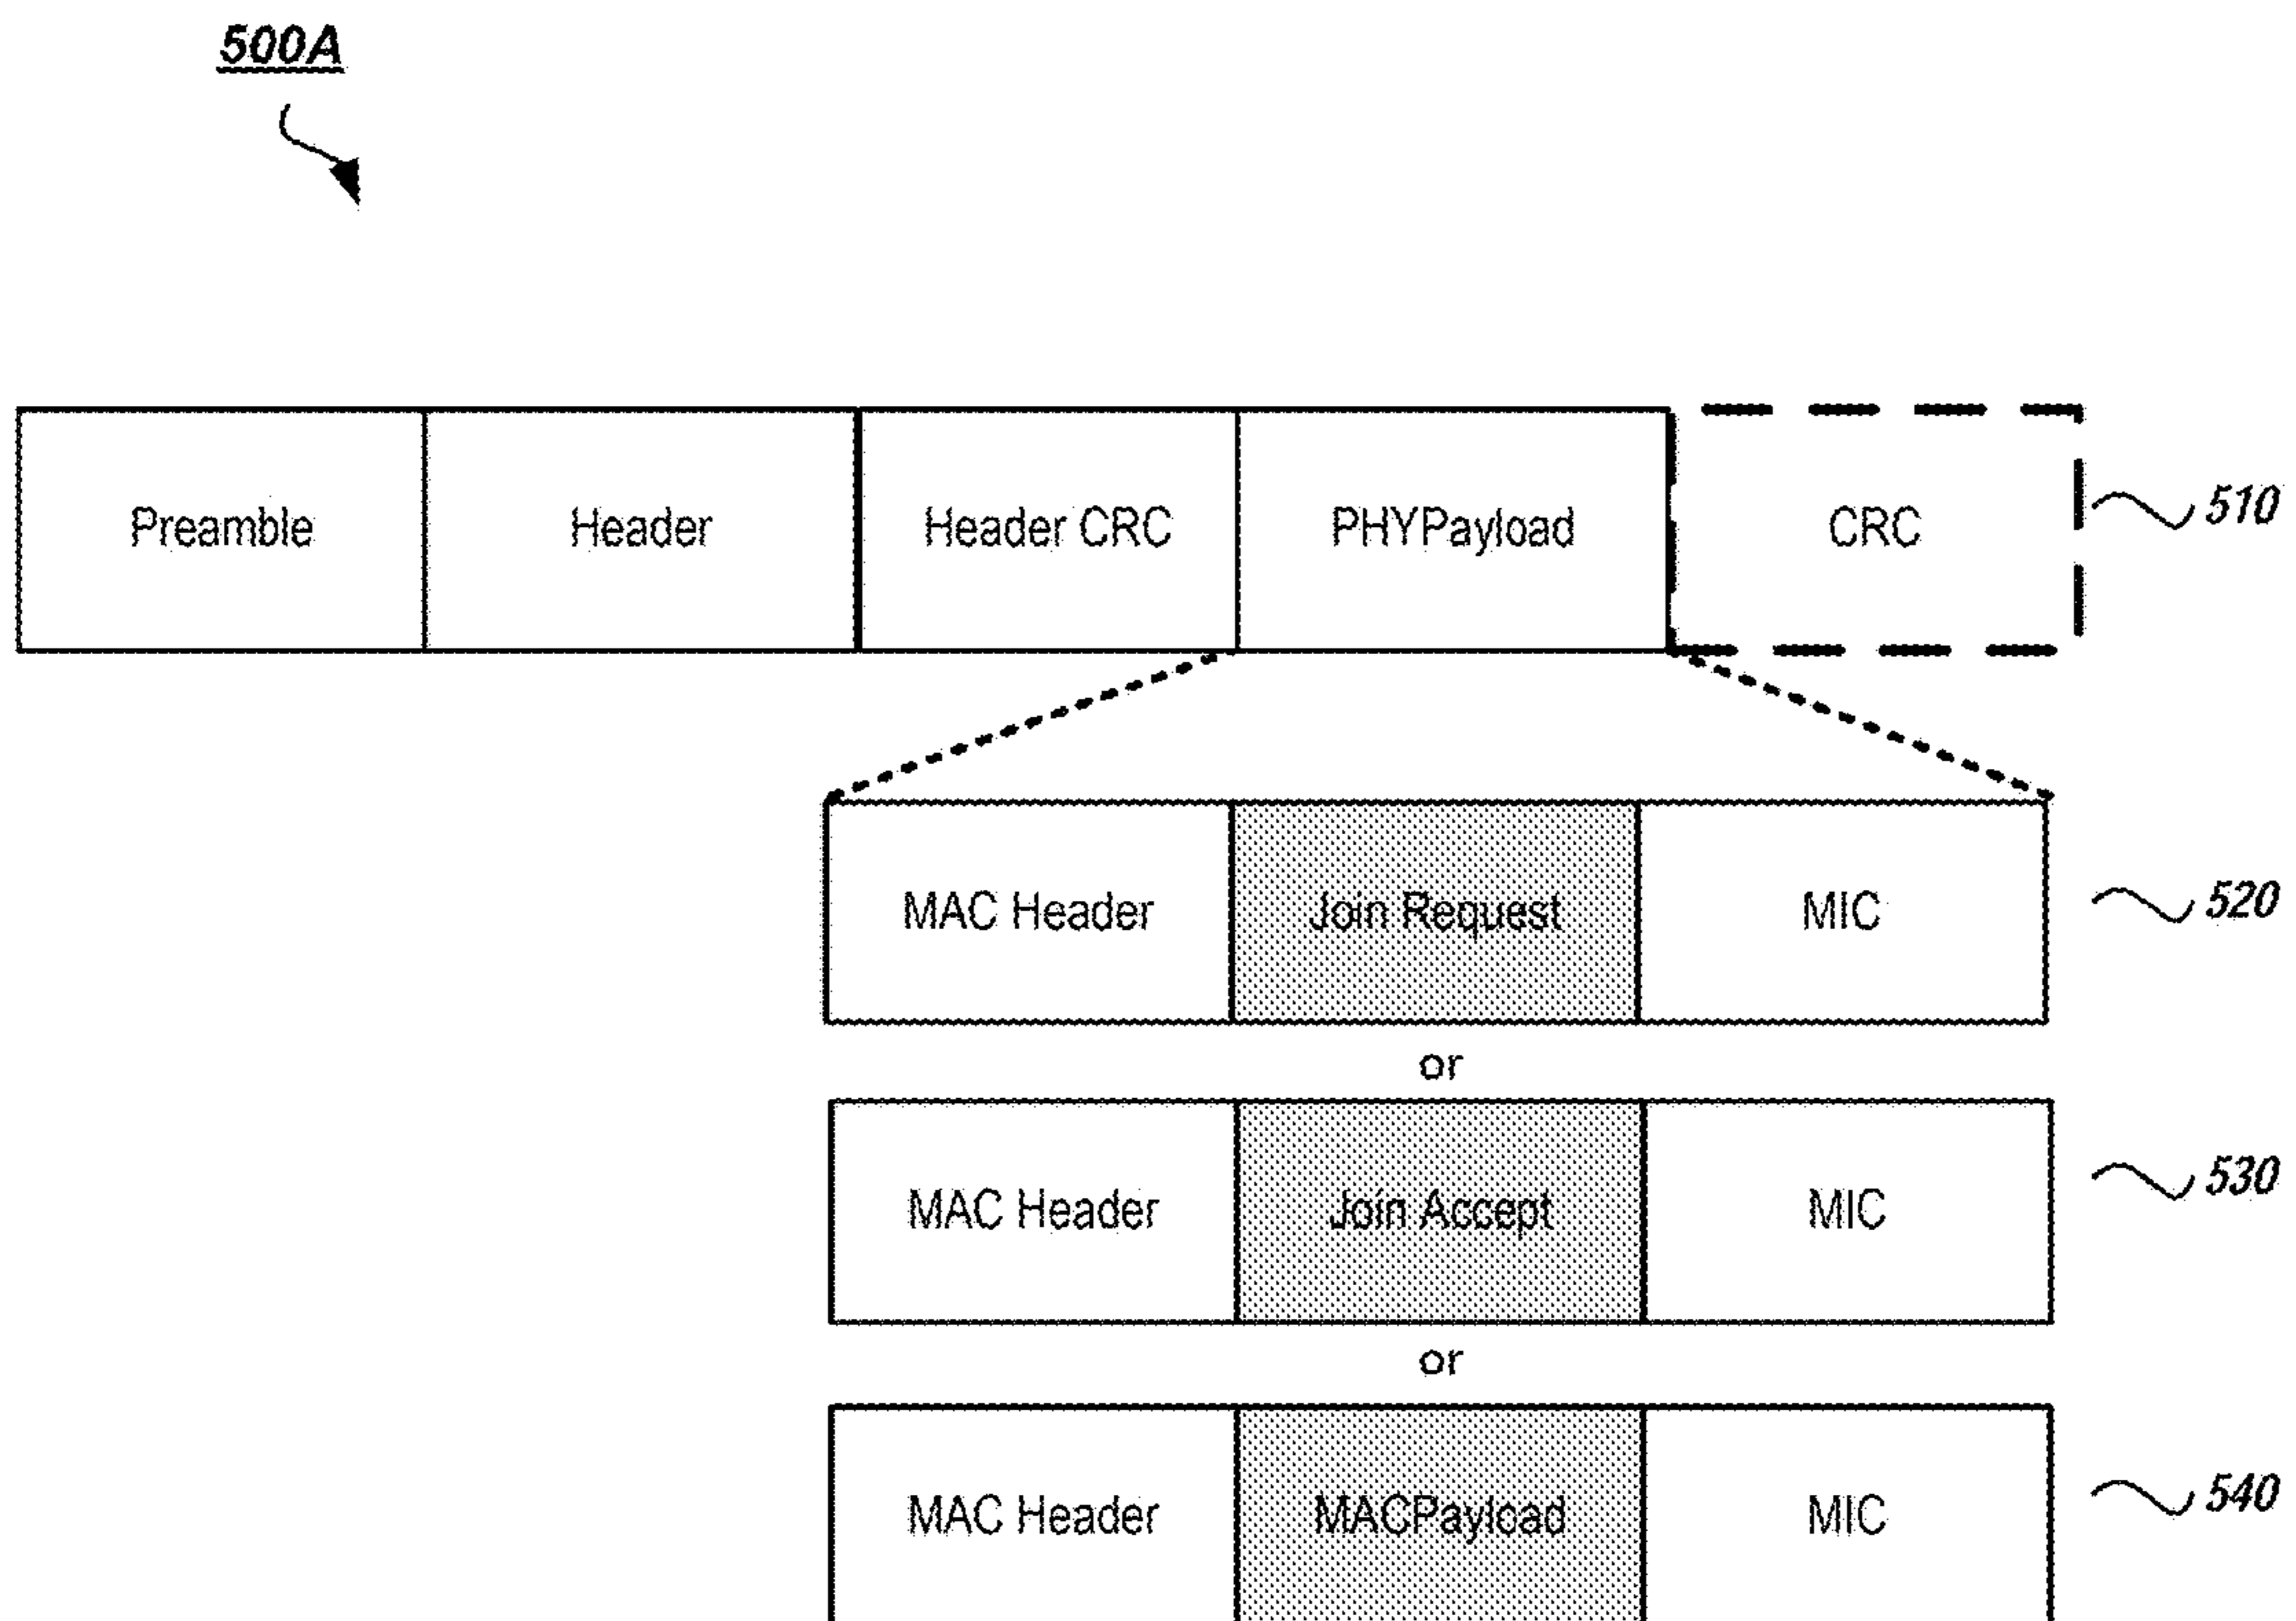 500A
Preamble Header Header CRC PHYPayload CRC 510
MAC Header Join Request MIC 520
or
MAC Header Join Accept MIC 530
or
MAC Header MACPayload MIC 540